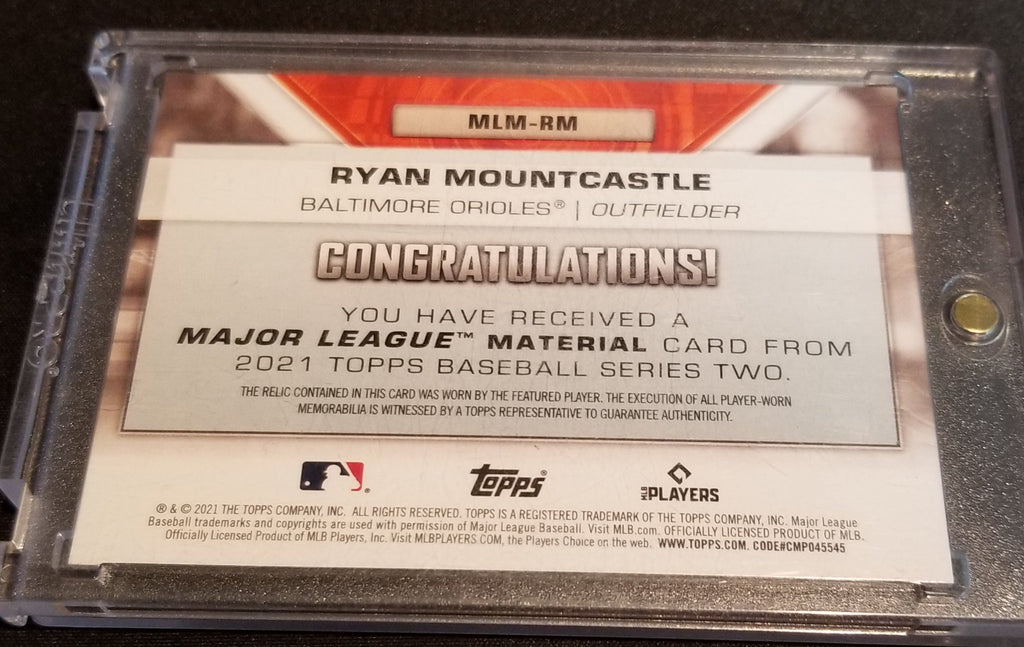 MLM-RM
RYAN MOUNTCASTLE
BALTIMORE ORIOLES® | OUTFIELDER
CONGRATULATIONS!
YOU HAVE RECEIVED A
MAJOR LEAGUE™ MATERIAL CARD FROM
2021 TOPPS BASEBALL SERIES TWO.
THE RELIC CONTAINED IN THIS CARD WAS WORN BY THE FEATURED PLAYER. THE EXECUTION OF ALL PLAYER-WORN
MEMORABILIA IS WITNESSED BY A TOPPS REPRESENTATIVE TO GUARANTEE AUTHENTICITY.
topps® MLB PLAYERS
® & © 2021 THE TOPPS COMPANY, INC. ALL RIGHTS RESERVED. TOPPS IS A REGISTERED TRADEMARK OF THE TOPPS COMPANY, INC. Major League
Baseball trademarks and copyrights are used with permission of Major League Baseball. Visit MLB.com. OFFICIALLY LICENSED PRODUCT OF MLB.
Officially Licensed Product of MLB Players, Inc. Visit MLBPLAYERS.COM, the Players Choice on the web. WWW.TOPPS.COM. CODE#CMP045545